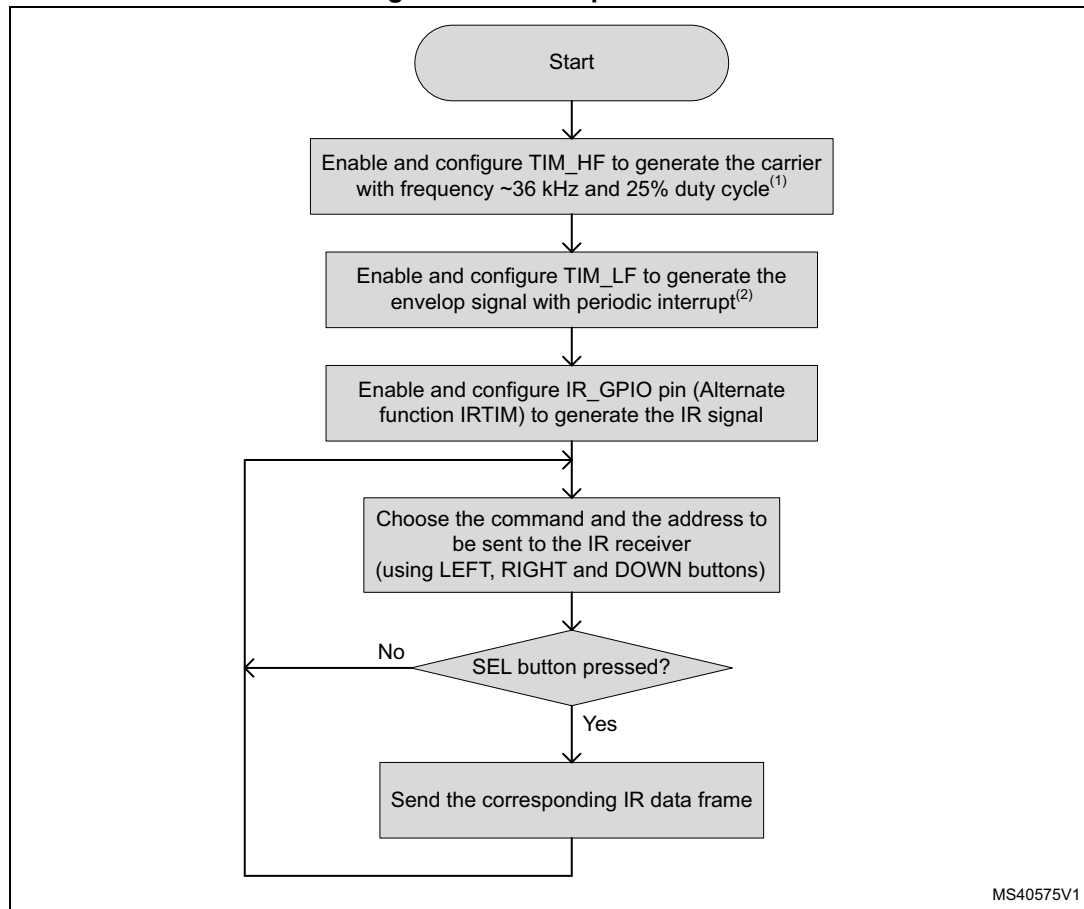 Start
Enable and configure TIM_HF to generate the carrier
with frequency ~36 kHz and 25% duty cycle(1)
Enable and configure TIM_LF to generate the
envelop signal with periodic interrupt(2)
Enable and configure IR_GPIO pin (Alternate
function IRTIM) to generate the IR signal
Choose the command and the address to
be sent to the IR receiver
(using LEFT, RIGHT and DOWN buttons)
No
SEL button pressed?
Yes
Send the corresponding IR data frame
MS40575V1